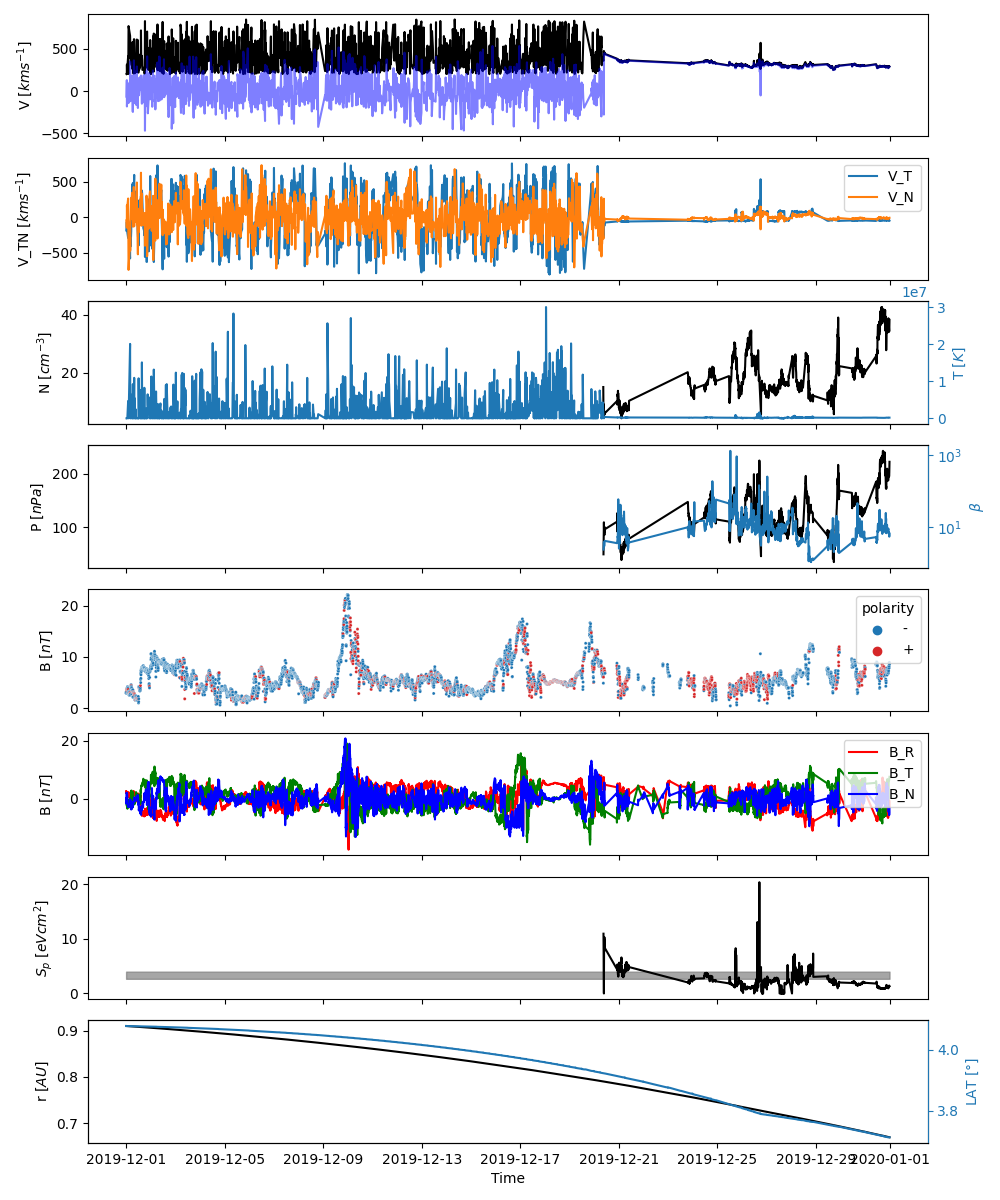 V [kms⁻¹]
500
0
−500
V_TN [kms⁻¹]
500
0
−500
V_T
V_N
N [cm⁻³]
40
20
1e7
3
2
1
0
T [K]
P [nPa]
200
100
10³
10¹
β
B [nT]
20
10
0
polarity
-
+
B [nT]
20
0
B_R
B_T
B_N
S_p [eVcm²]
20
10
0
r [AU]
0.9
0.8
0.7
4.0
3.8
LAT [°]
2019-12-01 2019-12-05 2019-12-09 2019-12-13 2019-12-17 2019-12-21 2019-12-25 2019-12-29 2020-01-01
Time